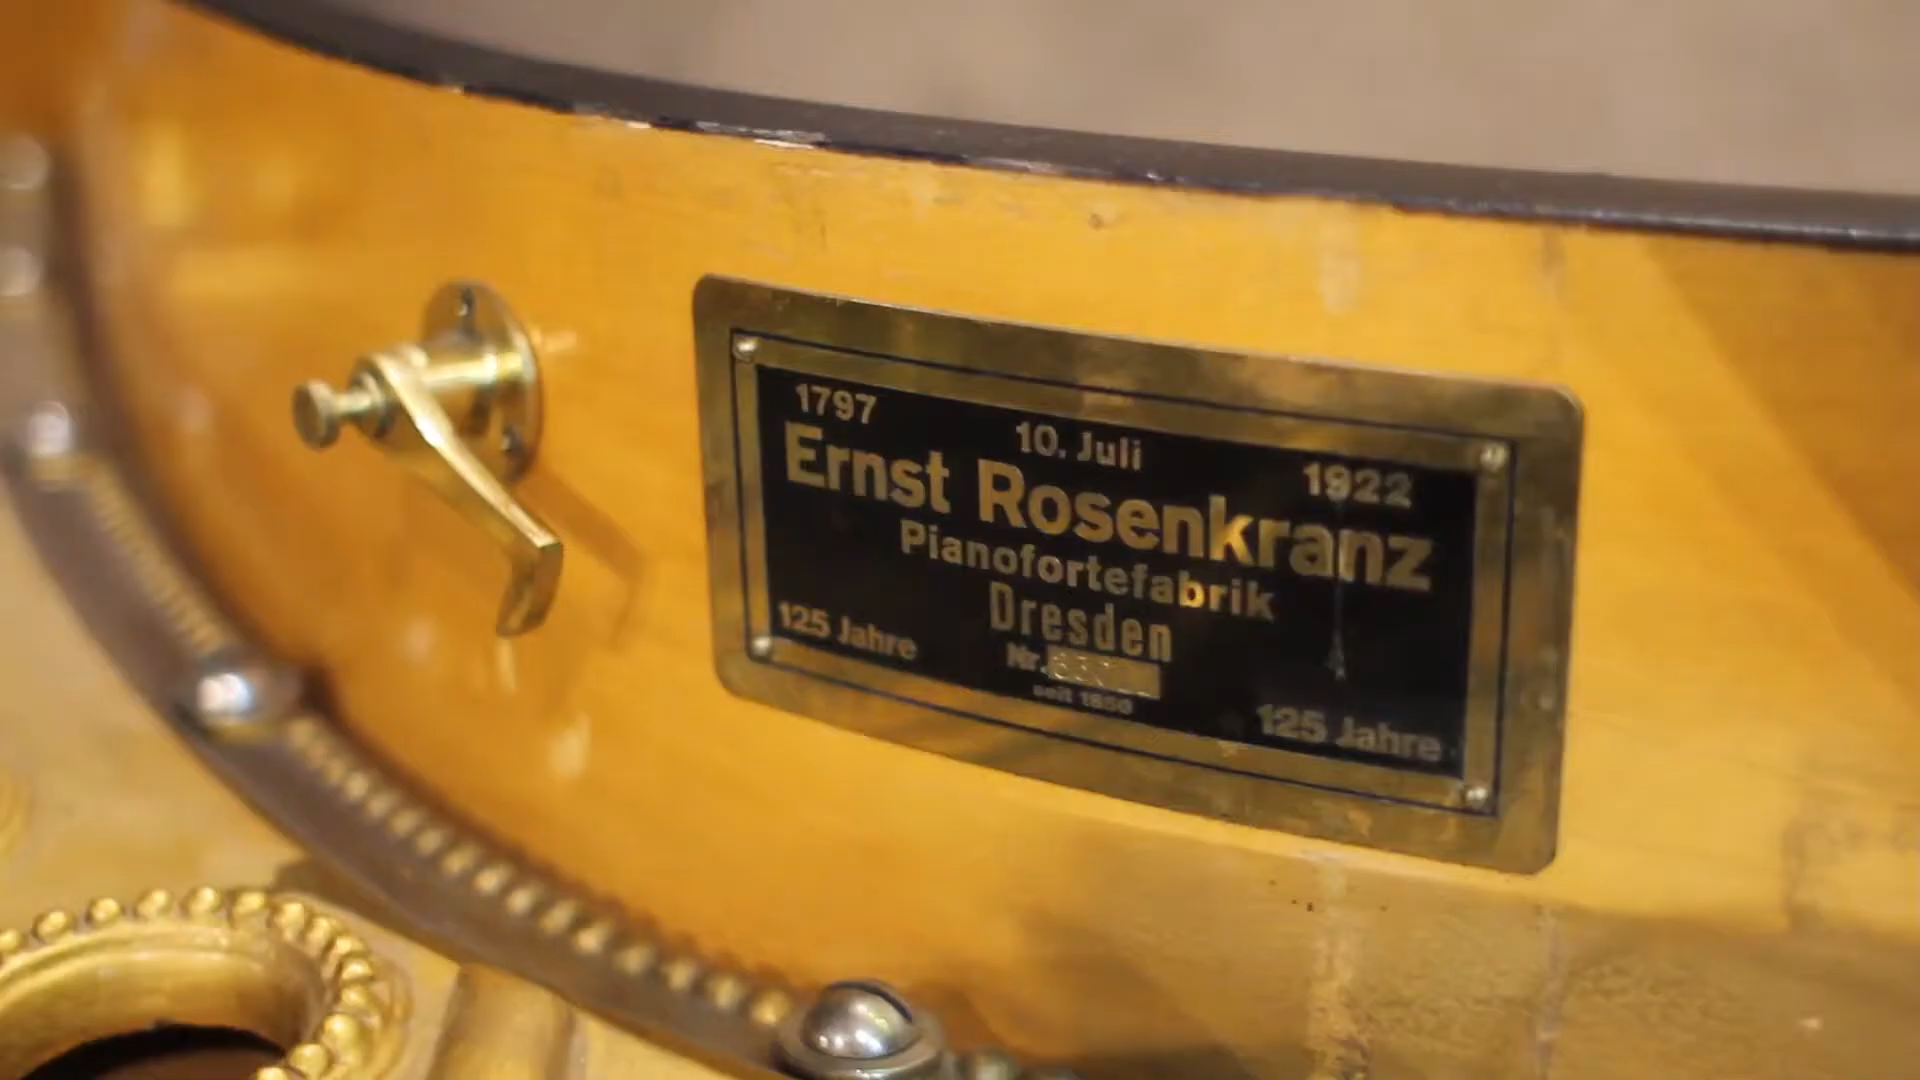 1797
10. Juli
1922
Ernst Rosenkranz
Pianofortefabrik
Dresden
125 Jahre
Nr.
seit 1850
125 Jahre